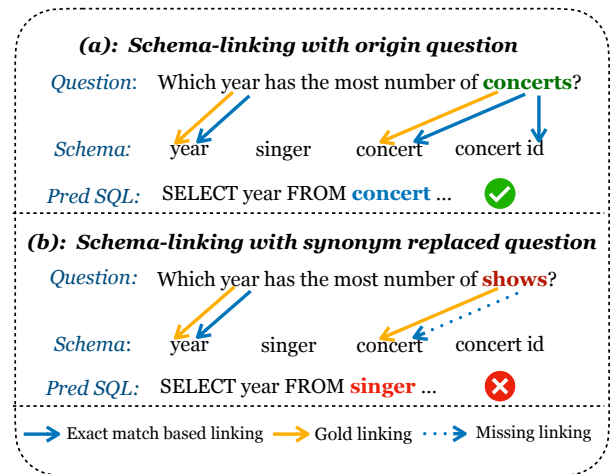 (a): Schema-linking with origin question
Question: Which year has the most number of concerts?
Schema: year singer concert concert id
Pred SQL: SELECT year FROM concert ...
(b): Schema-linking with synonym replaced question
Question: Which year has the most number of shows?
Schema: year singer concert concert id
Pred SQL: SELECT year FROM singer ...
Exact match based linking Gold linking Missing linking